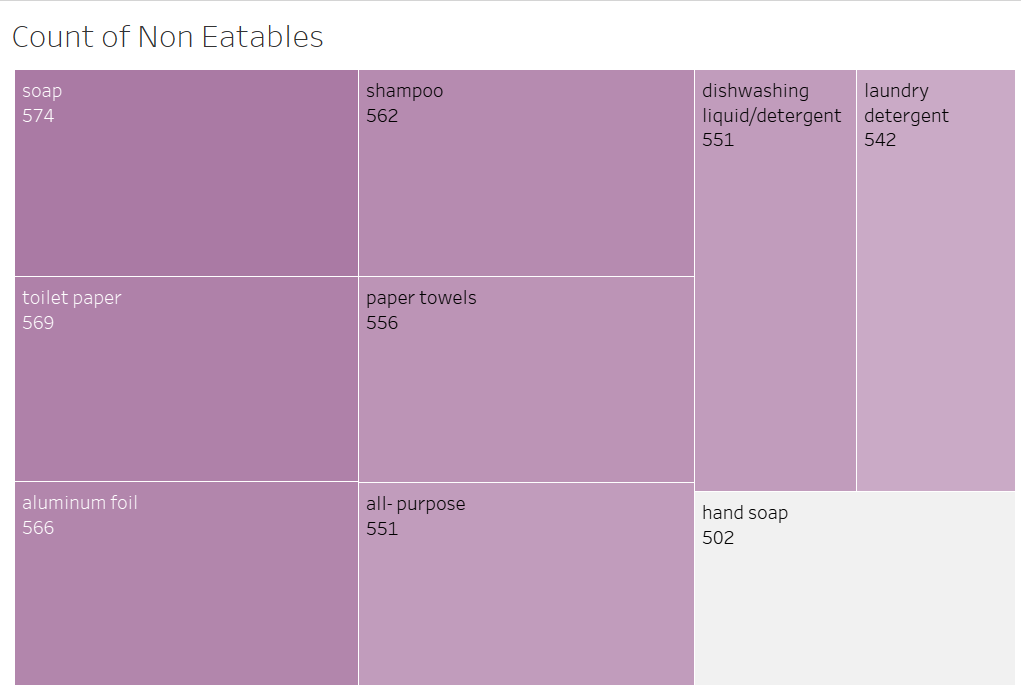 Count of Non Eatables
soap
574
toilet paper
569
aluminum foil
566
shampoo
562
paper towels
556
all- purpose
551
dishwashing
liquid/detergent
551
laundry
detergent
542
hand soap
502